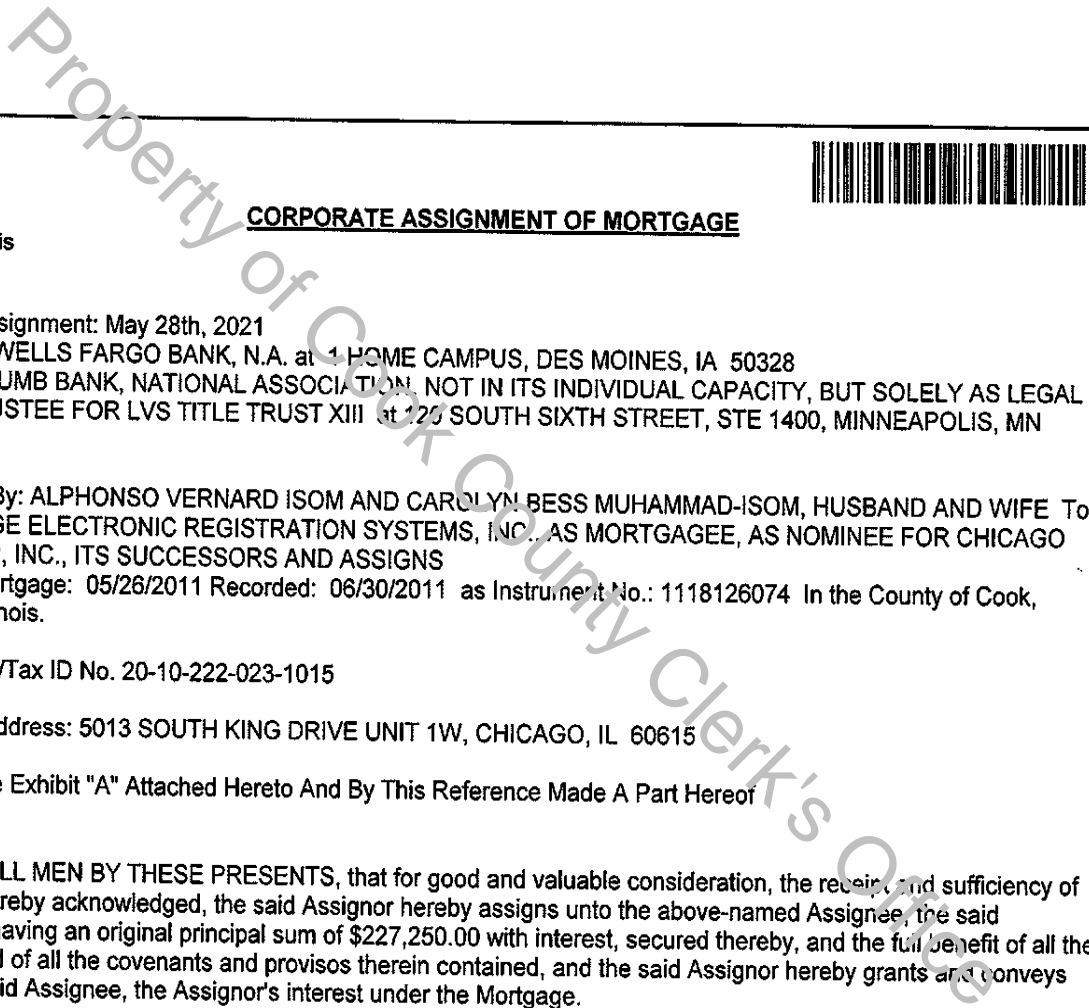 Property of Cook County Clerk's Office
CORPORATE ASSIGNMENT OF MORTGAGE
is
signment: May 28th, 2021
WELLS FARGO BANK, N.A. at 1 HOME CAMPUS, DES MOINES, IA 50328
UMB BANK, NATIONAL ASSOCIATION, NOT IN ITS INDIVIDUAL CAPACITY, BUT SOLELY AS LEGAL
USTEE FOR LVS TITLE TRUST XIII at 120 SOUTH SIXTH STREET, STE 1400, MINNEAPOLIS, MN
By: ALPHONSO VERNARD ISOM AND CAROLYN BESS MUHAMMAD-ISOM, HUSBAND AND WIFE To
GE ELECTRONIC REGISTRATION SYSTEMS, INC., AS MORTGAGEE, AS NOMINEE FOR CHICAGO
, INC., ITS SUCCESSORS AND ASSIGNS
rtgage: 05/26/2011 Recorded: 06/30/2011 as Instrument No.: 1118126074 In the County of Cook,
nois.
/Tax ID No. 20-10-222-023-1015
ddress: 5013 SOUTH KING DRIVE UNIT 1W, CHICAGO, IL 60615
e Exhibit "A" Attached Hereto And By This Reference Made A Part Hereof
LL MEN BY THESE PRESENTS, that for good and valuable consideration, the receipt and sufficiency of
reby acknowledged, the said Assignor hereby assigns unto the above-named Assignee, the said
having an original principal sum of $227,250.00 with interest, secured thereby, and the full benefit of all the
d of all the covenants and provisos therein contained, and the said Assignor hereby grants and conveys
id Assignee, the Assignor's interest under the Mortgage.